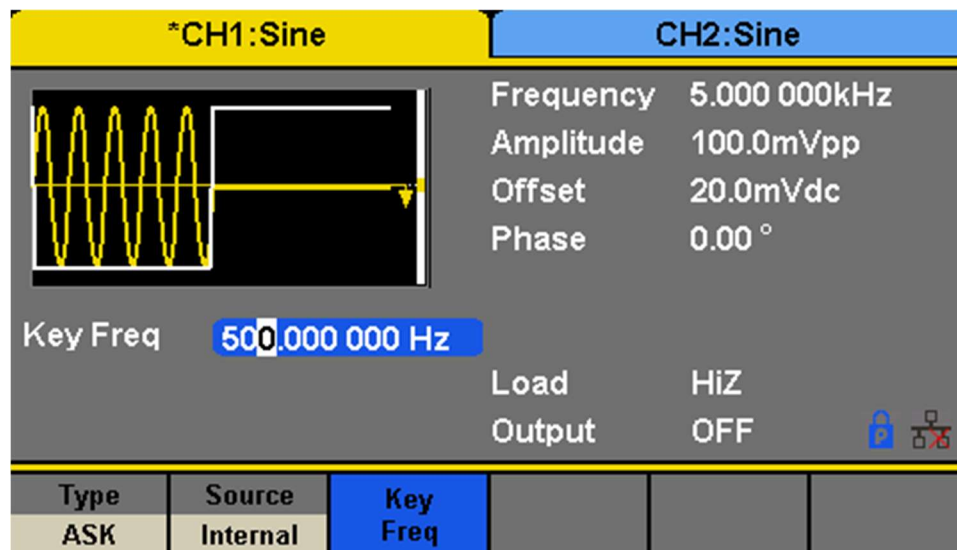 *CH1:Sine
CH2:Sine
Frequency 5.000 000kHz
Amplitude 100.0mVpp
Offset 20.0mVdc
Phase 0.00 °
Key Freq 500.000 000 Hz
Load HiZ
Output OFF
P
Type
ASK
Source
Internal
Key
Freq